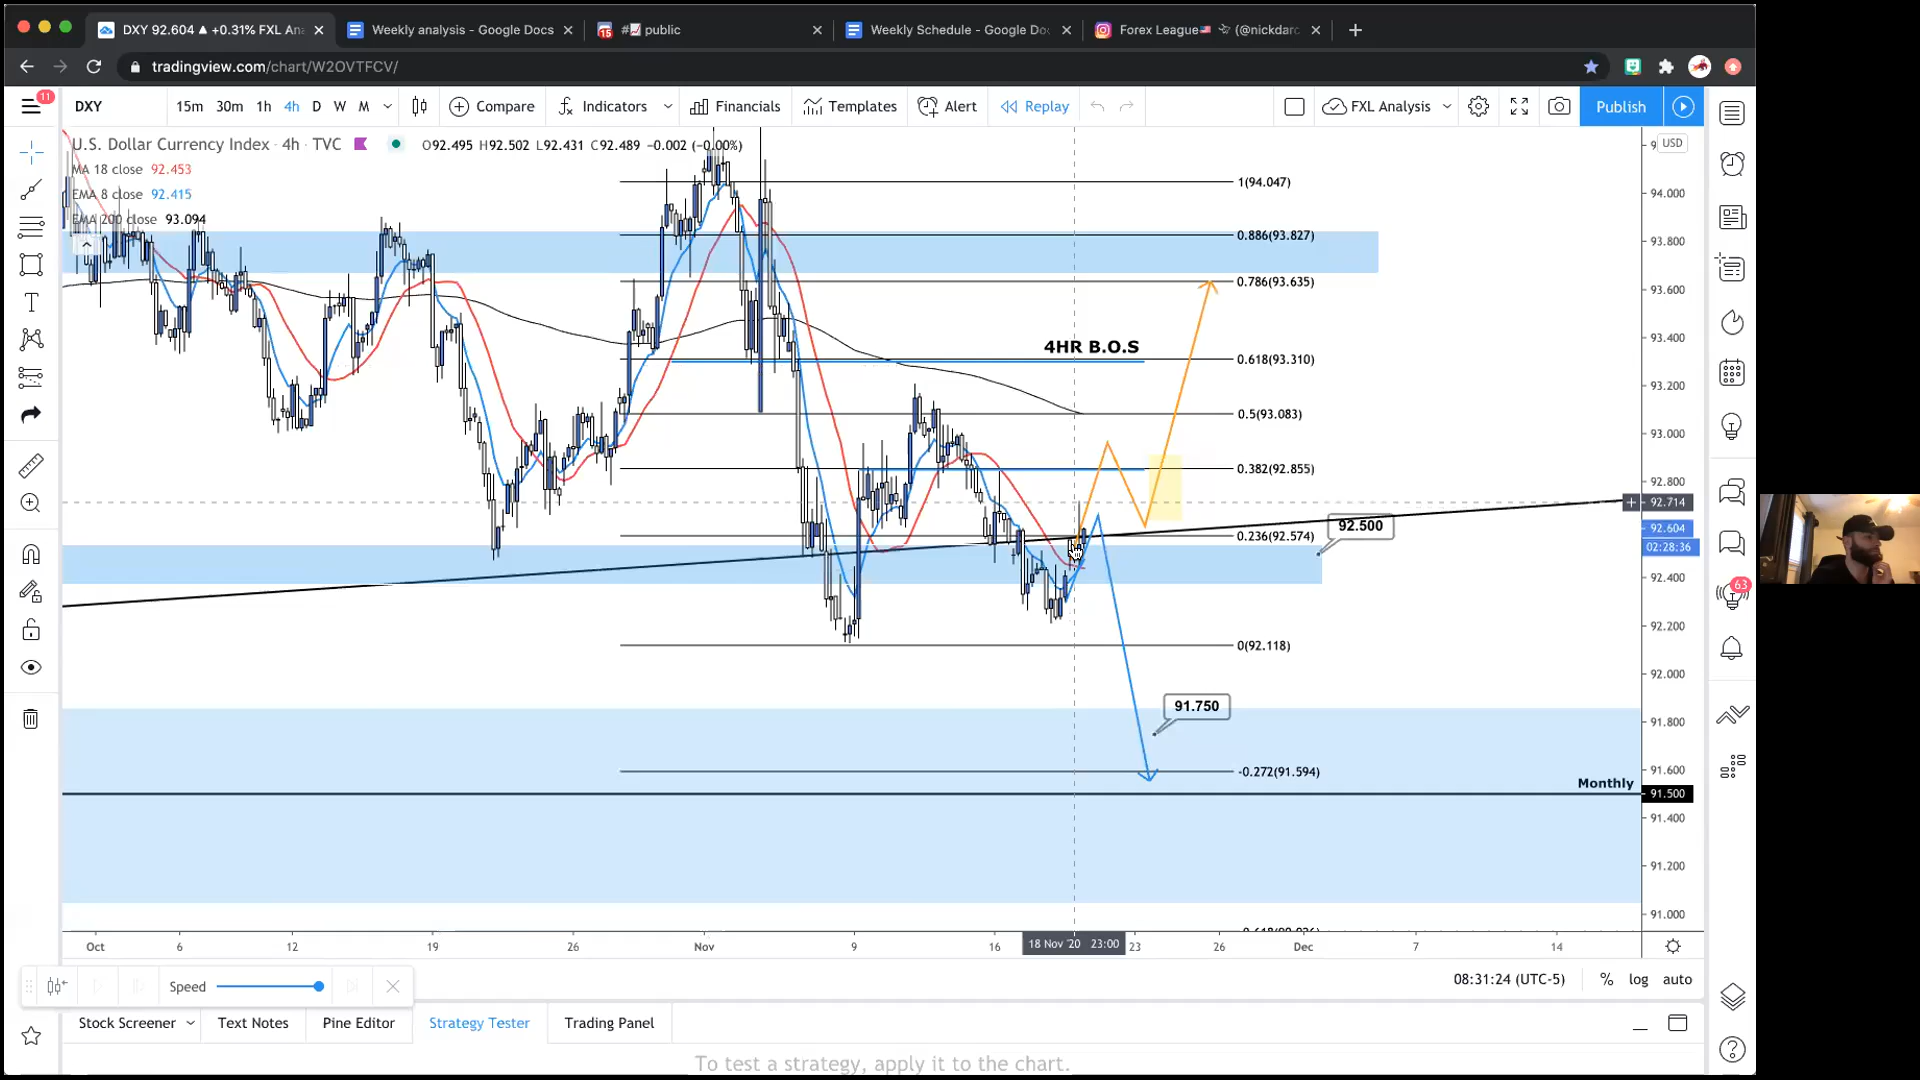 DXY 92.604 ▲ +0.31% FXL Ana
Weekly analysis - Google Docs
15
#📈 public
Weekly Schedule - Google Do
Forex League🇺🇸 (@nickdarc
tradingview.com/chart/W2OVTFCV/
11
DXY
15m 30m 1h 4h D W M
Compare
Indicators
Financials
Templates
Alert
Replay
FXL Analysis
Publish
U.S. Dollar Currency Index · 4h · TVC
O92.495 H92.502 L92.431 C92.489 −0.002 (−0.00%)
USD
MA 18 close 92.453
EMA 8 close 92.415
EMA 200 close 93.094
1(94.047)
0.886(93.827)
0.786(93.635)
4HR B.O.S
0.618(93.310)
0.5(93.083)
0.382(92.855)
92.500
0.236(92.574)
0(92.118)
91.750
-0.272(91.594)
Monthly
94.000
93.800
93.600
93.400
93.200
93.000
92.800
92.714
92.604
02:28:36
92.400
92.200
92.000
91.800
91.600
91.500
91.400
91.200
91.000
63
Oct 6 12 19 26 Nov 9 16 18 Nov '20 23:00 23 26 Dec 7 14
Speed
08:31:24 (UTC-5)
% log auto
Stock Screener
Text Notes
Pine Editor
Strategy Tester
Trading Panel
To test a strategy, apply it to the chart.